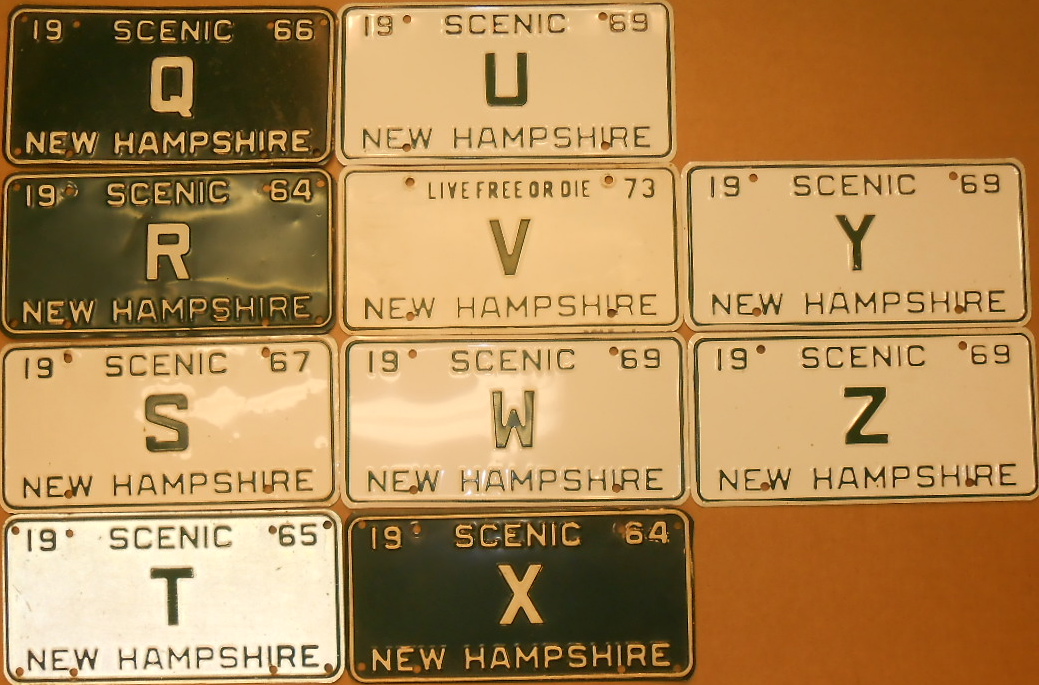 19 SCENIC 66
Q
NEW HAMPSHIRE
19 SCENIC 64
R
NEW HAMPSHIRE
19 SCENIC 67
S
NEW HAMPSHIRE
19 SCENIC 65
T
NEW HAMPSHIRE
19 SCENIC 69
U
NEW HAMPSHIRE
LIVE FREE OR DIE 73
V
NEW HAMPSHIRE
19 SCENIC 69
W
NEW HAMPSHIRE
19 SCENIC 64
X
NEW HAMPSHIRE
19 SCENIC 69
Y
NEW HAMPSHIRE
19 SCENIC 69
Z
NEW HAMPSHIRE